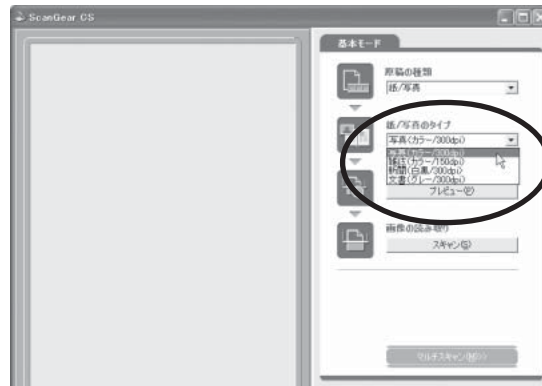 ScanGear CS
基本モード
原稿の種類
紙/写真
紙/写真のタイプ
写真(カラー/300dpi)
写真(カラー/300dpi)
雑誌(カラー/150dpi)
新聞(白黒/300dpi)
文書(グレー/300dpi)
プレビュー(P)
画像の読み取り
スキャン(S)
マルチスキャン(M)>>